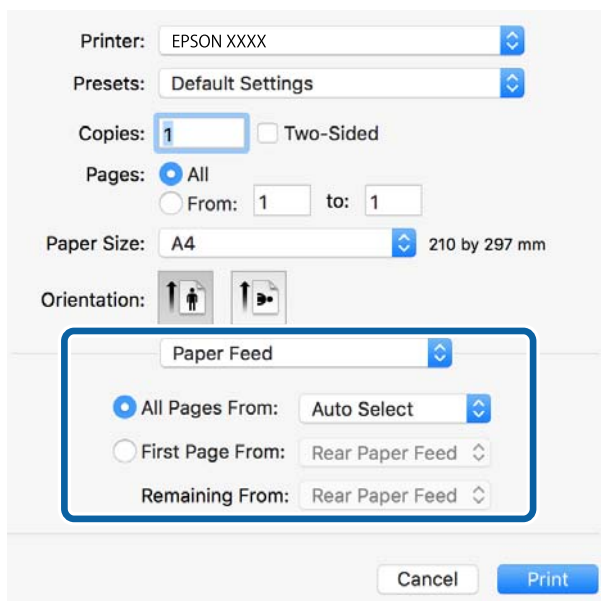 Printer: EPSON XXXX
Presets: Default Settings
Copies: 1 Two-Sided
Pages: All
From: 1 to: 1
Paper Size: A4 210 by 297 mm
Orientation:
Paper Feed
All Pages From: Auto Select
First Page From: Rear Paper Feed
Remaining From: Rear Paper Feed
Cancel Print